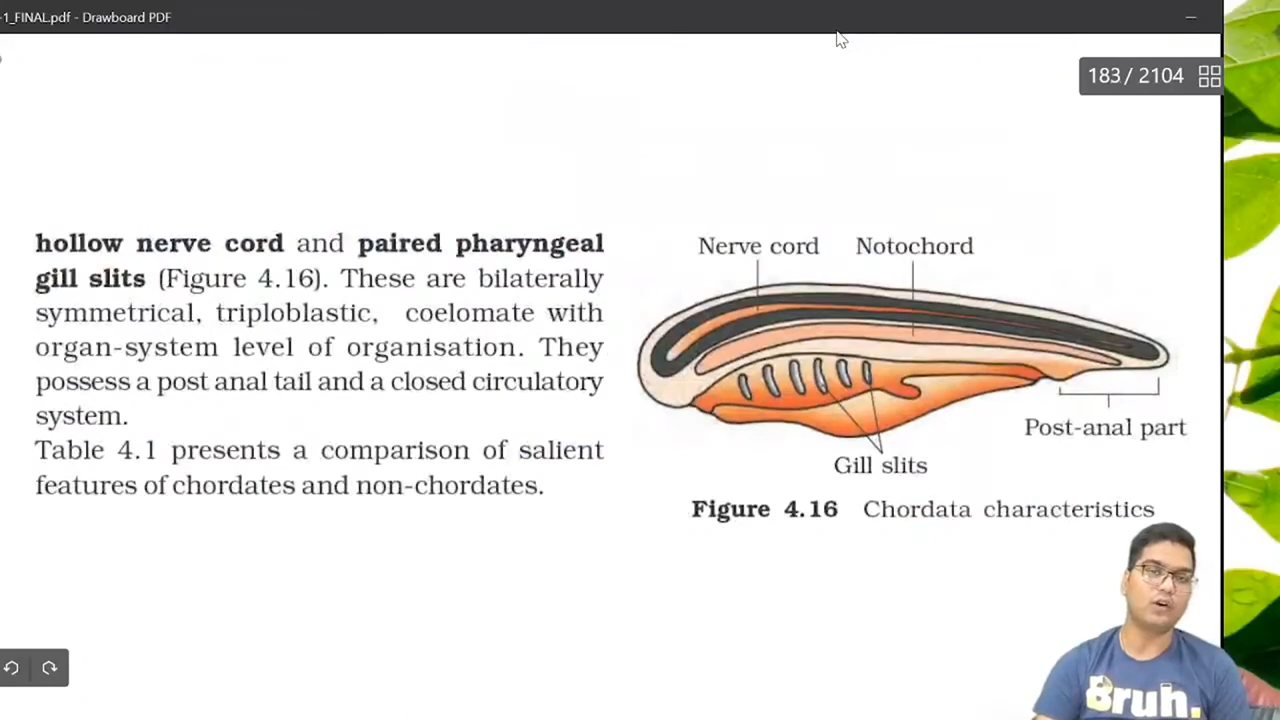 -1_FINAL.pdf - Drawboard PDF
183 / 2104
hollow nerve cord and paired pharyngeal
gill slits (Figure 4.16). These are bilaterally
symmetrical, triploblastic, coelomate with
organ-system level of organisation. They
possess a post anal tail and a closed circulatory
system.
Table 4.1 presents a comparison of salient
features of chordates and non-chordates.
Nerve cord Notochord
Post-anal part
Gill slits
Figure 4.16 Chordata characteristics
Bruh.